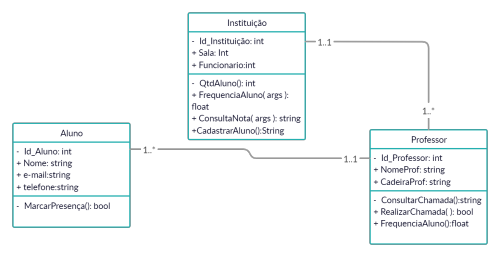 Instituição
- Id_Instituição: int
+ Sala: Int
+ Funcionario:int
- QtdAluno(): int
+ FrequenciaAluno( args ):
float
+ ConsultaNota( args ): string
+CadastrarAluno():String
1..1
1..*
Aluno
- Id_Aluno: int
+ Nome: string
+ e-mail:string
+ telefone:string
- MarcarPresença(): bool
1..*
1..1
Professor
- Id_Professor: int
+ NomeProf: string
+ CadeiraProf: string
- ConsultarChamada():string
+ RealizarChamada( ): bool
+ FrequenciaAluno():float